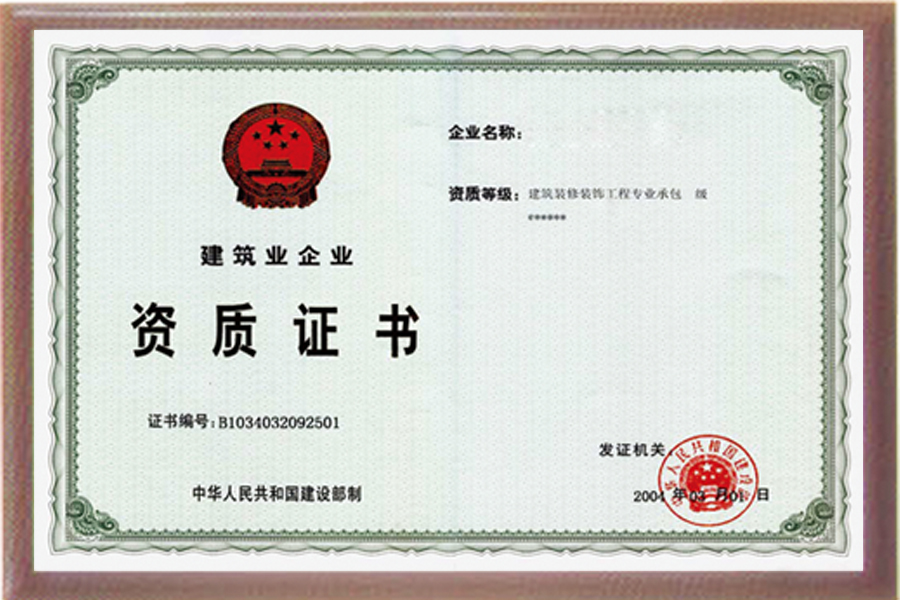 建筑业企业
资质证书
证书编号:B1034032092501
中华人民共和国建设部制
企业名称:
资质等级: 建筑装修装饰工程专业承包 级
******
发证机关
中华人民共和国建设部
2004 年 03 月 01 日